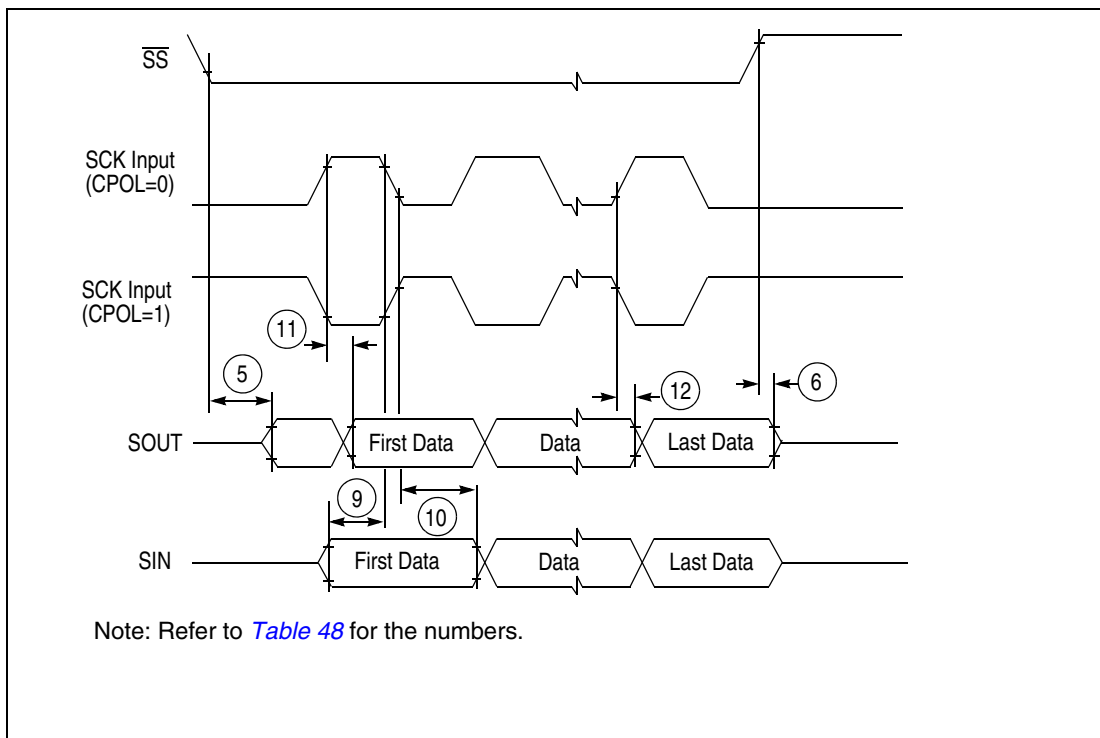 SS
SCK Input
(CPOL=0)
SCK Input
(CPOL=1)
11
5
12
6
SOUT
First Data
Data
Last Data
9
10
SIN
First Data
Data
Last Data
Note: Refer to Table 48 for the numbers.